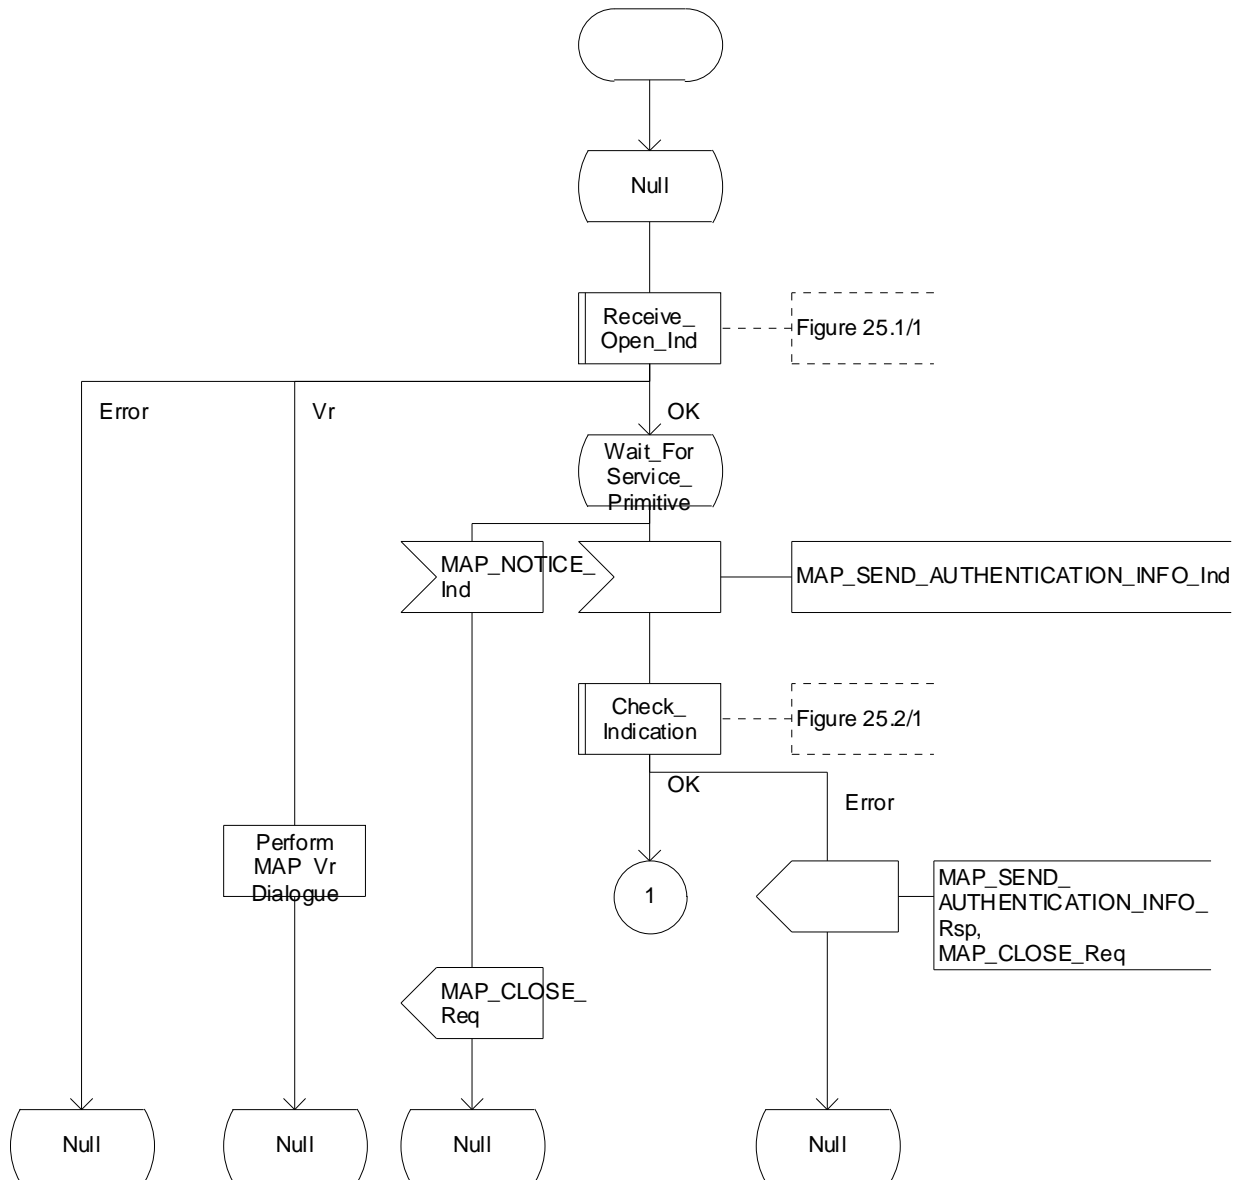 Null
Receive_
Open_Ind
Figure 25.1/1
Error
Vr
OK
Wait_For
Service_
Primitive
MAP_NOTICE_
Ind
MAP_SEND_AUTHENTICATION_INFO_Ind
Check_
Indication
Figure 25.2/1
OK
Error
Perform
MAP Vr
Dialogue
1
MAP_SEND_
AUTHENTICATION_INFO_
Rsp,
MAP_CLOSE_Req
MAP_CLOSE_
Req
Null
Null
Null
Null